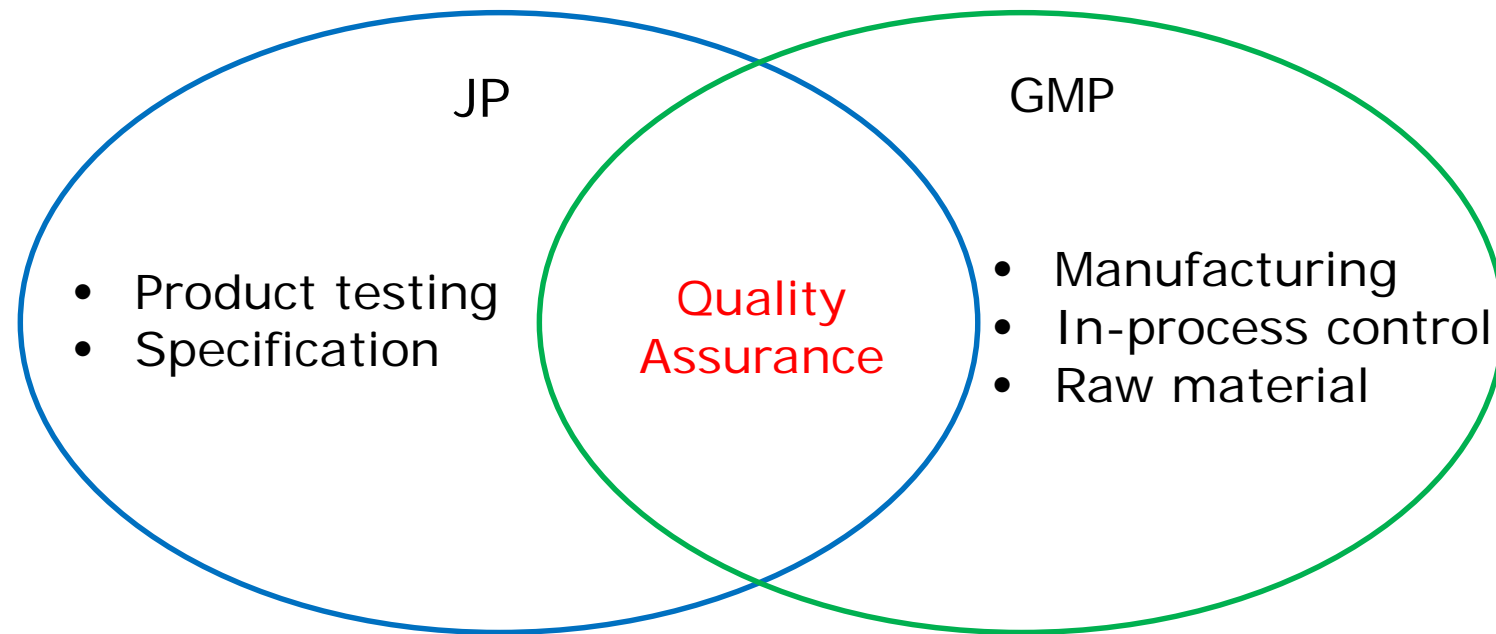 JP
GMP
• Product testing
• Specification
Quality
Assurance
• Manufacturing
• In-process control
• Raw material